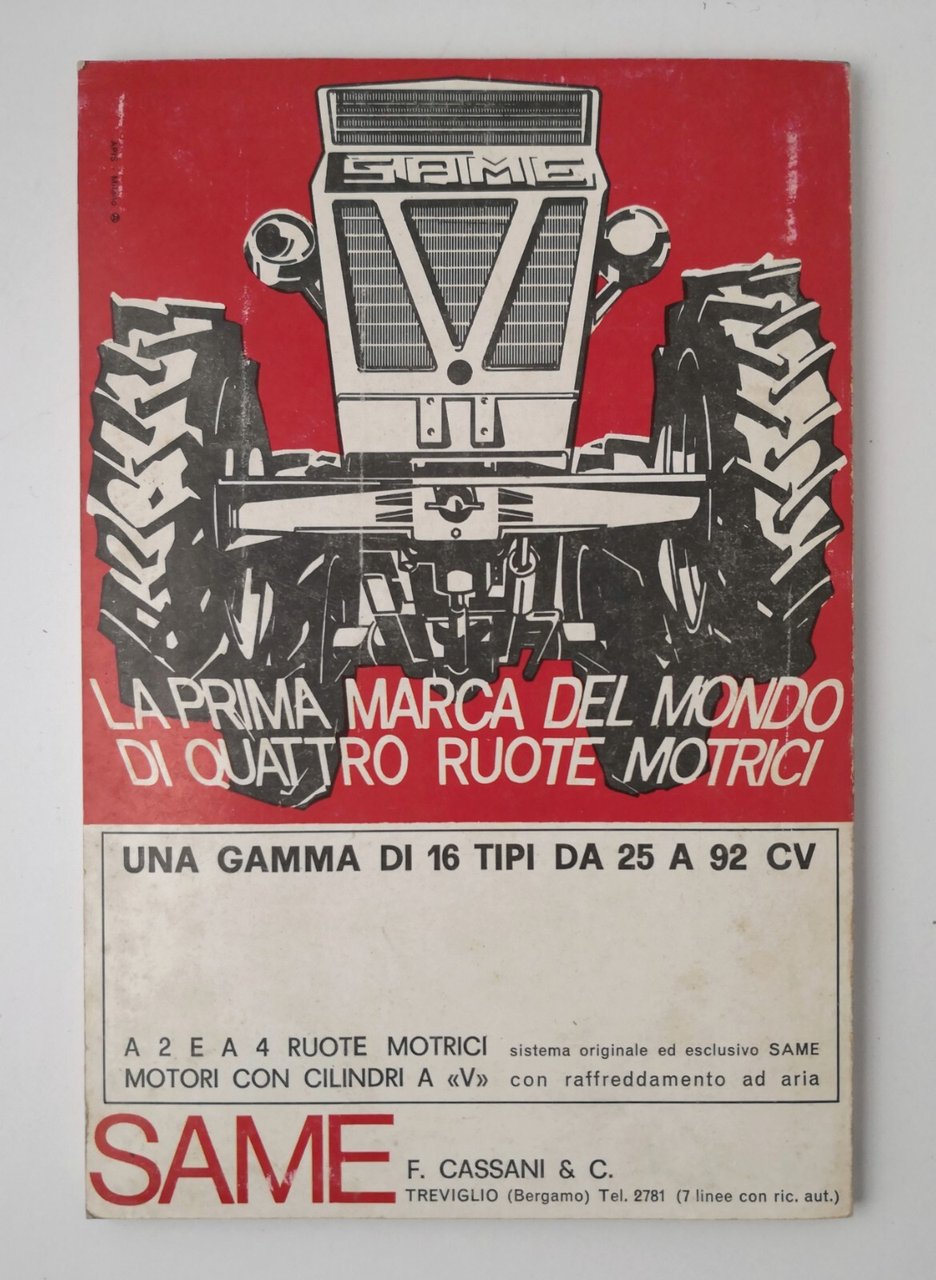 SAME
LA PRIMA MARCA DEL MONDO
DI QUATTRO RUOTE MOTRICI
UNA GAMMA DI 16 TIPI DA 25 A 92 CV
A 2 E A 4 RUOTE MOTRICI sistema originale ed esclusivo SAME
MOTORI CON CILINDRI A «V» con raffreddamento ad aria
SAME
F. CASSANI & C.
TREVIGLIO (Bergamo) Tel. 2781 (7 linee con ric. aut.)